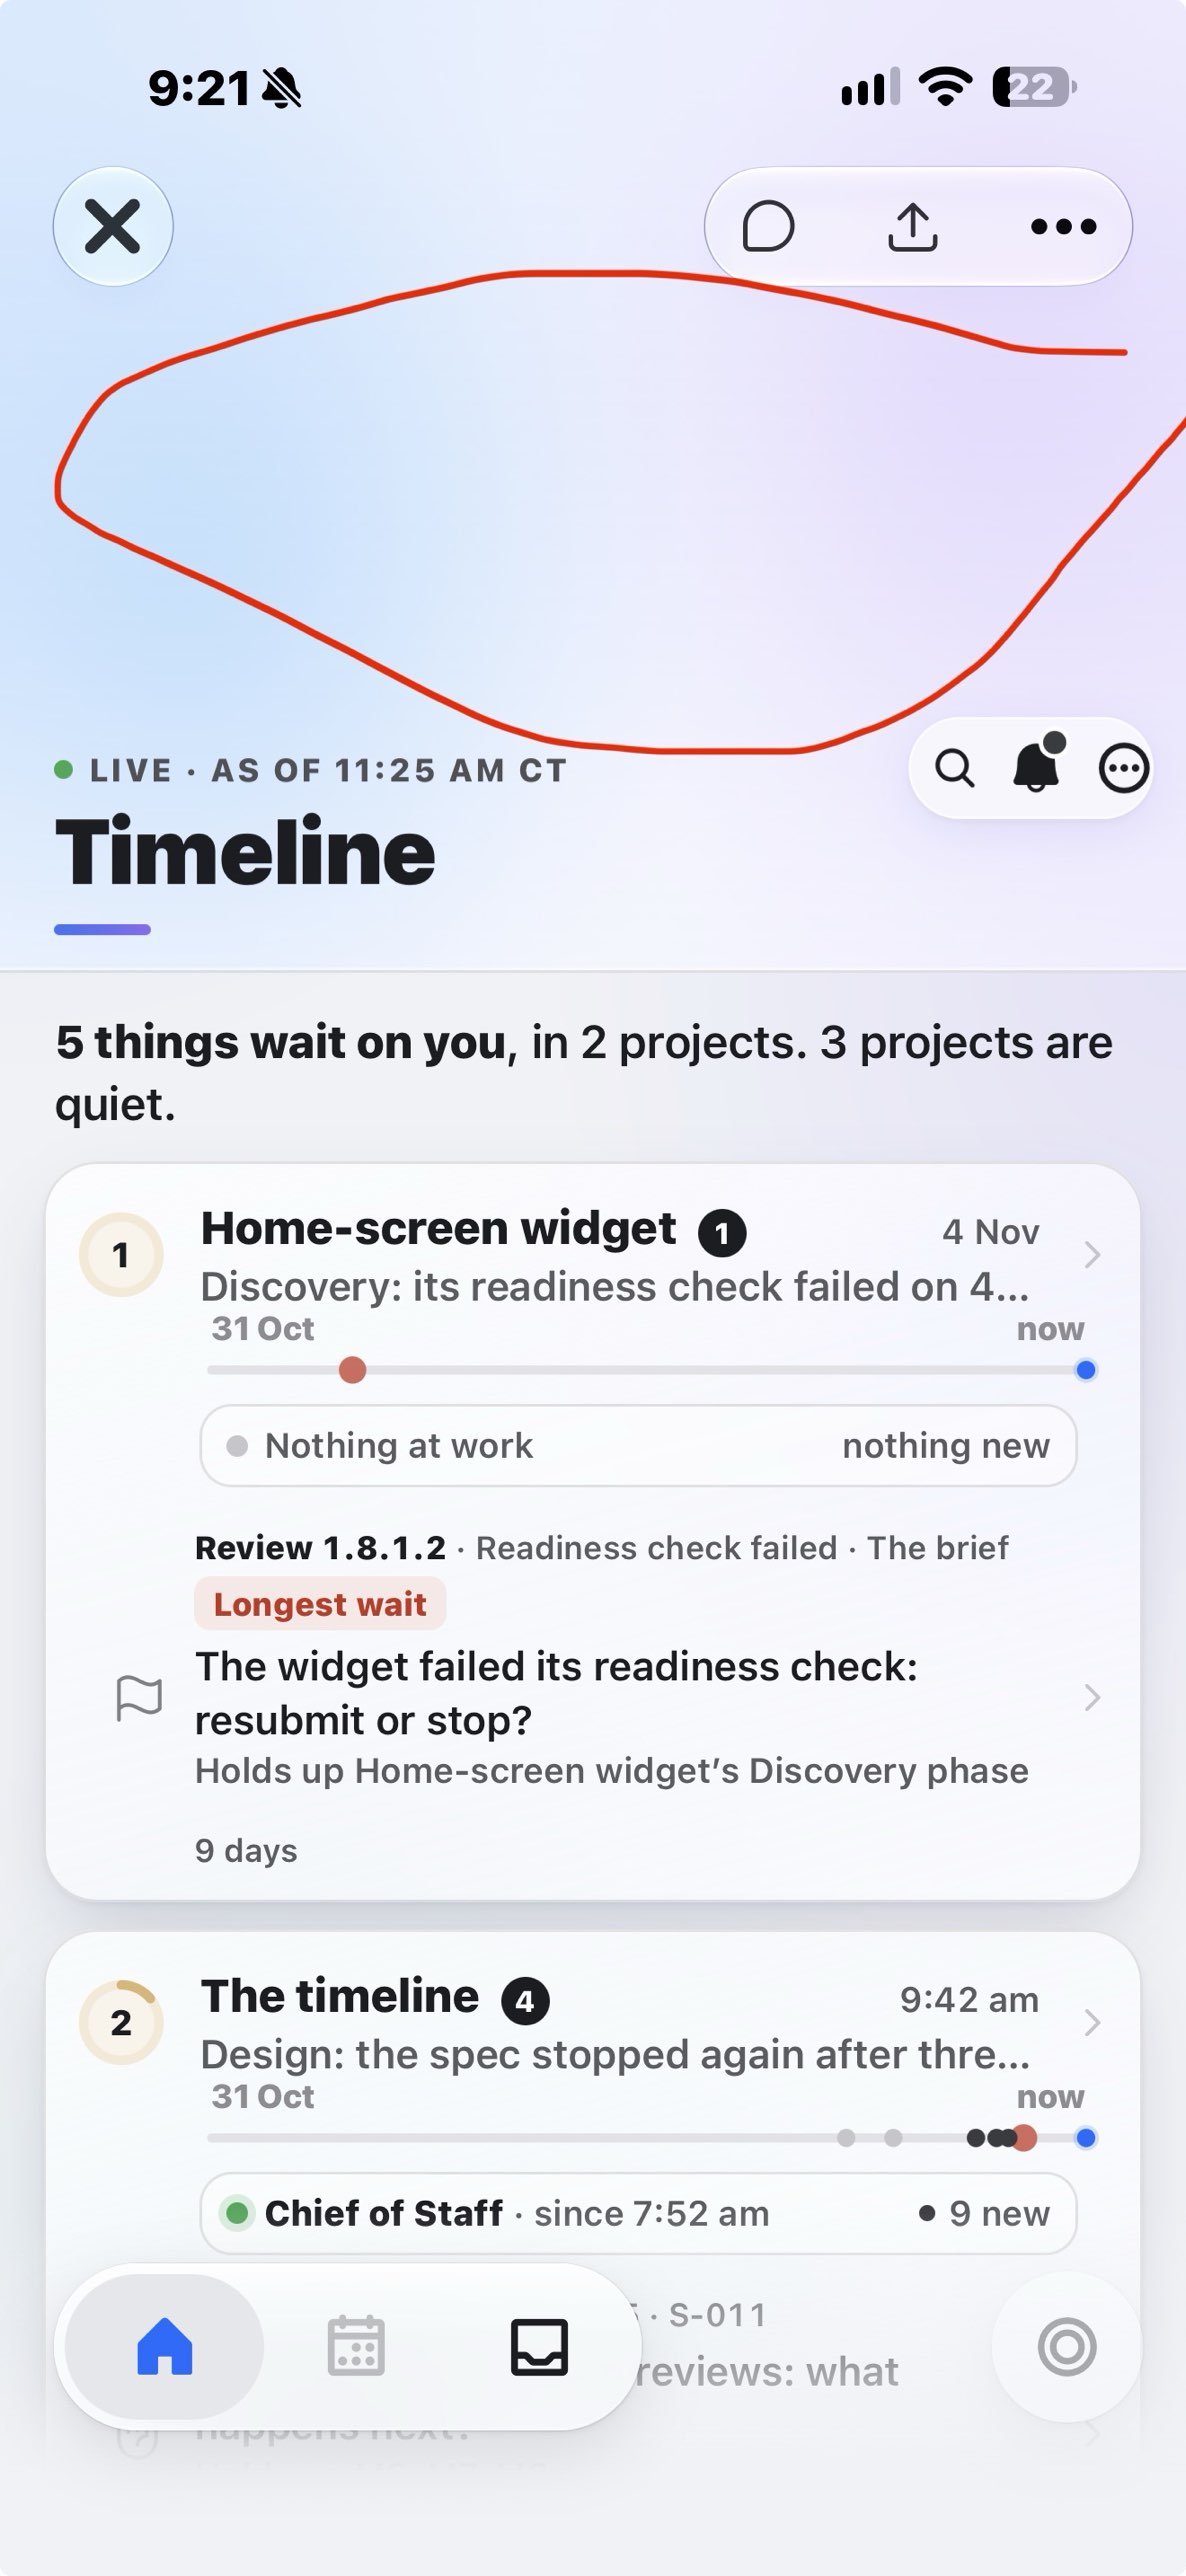 9:21
22
LIVE · AS OF 11:25 AM CT
Timeline
5 things wait on you, in 2 projects. 3 projects are
quiet.
1
Home-screen widget 1 4 Nov
Discovery: its readiness check failed on 4...
31 Oct now
Nothing at work nothing new
Review 1.8.1.2 · Readiness check failed · The brief
Longest wait
The widget failed its readiness check:
resubmit or stop?
Holds up Home-screen widget’s Discovery phase
9 days
2
The timeline 4 9:42 am
Design: the spec stopped again after thre...
31 Oct now
Chief of Staff · since 7:52 am 9 new
· S-011
reviews: what
happens next?